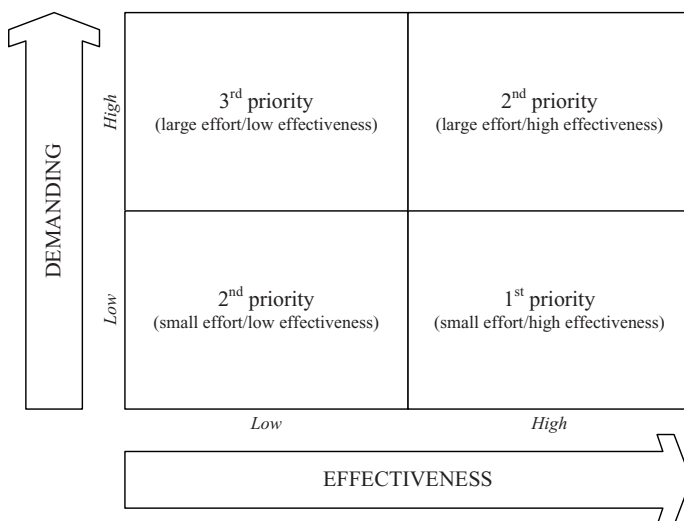 DEMANDING
High
Low
3rd priority
(large effort/low effectiveness)
2nd priority
(large effort/high effectiveness)
2nd priority
(small effort/low effectiveness)
1st priority
(small effort/high effectiveness)
Low
High
EFFECTIVENESS